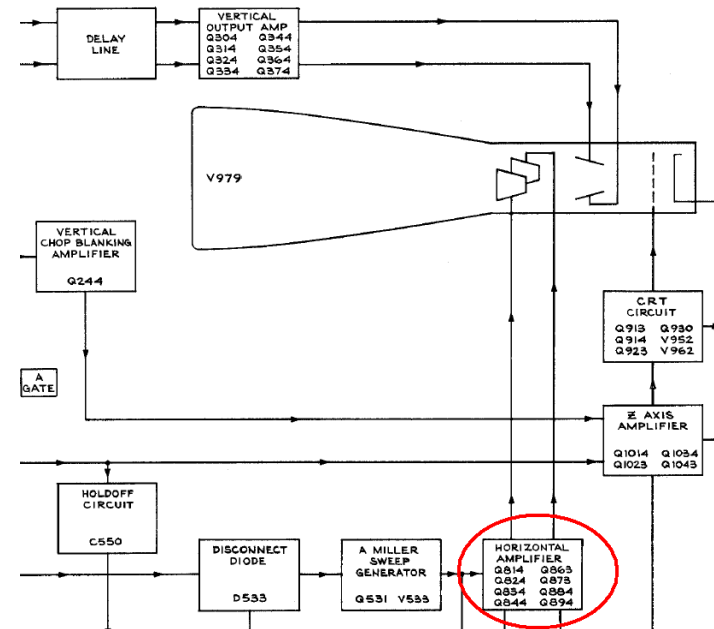 DELAY
LINE
VERTICAL
OUTPUT AMP
Q304 Q344
Q314 Q354
Q324 Q364
Q334 Q374
V979
VERTICAL
CHOP BLANKING
AMPLIFIER
Q244
CRT
CIRCUIT
Q913 Q930
Q914 V952
Q923 V962
A
GATE
Z AXIS
AMPLIFIER
Q1014 Q1034
Q1023 Q1043
HOLDOFF
CIRCUIT
C550
DISCONNECT
DIODE
D533
A MILLER
SWEEP
GENERATOR
Q531 V533
HORIZONTAL
AMPLIFIER
Q814 Q863
Q824 Q873
Q834 Q884
Q844 Q894